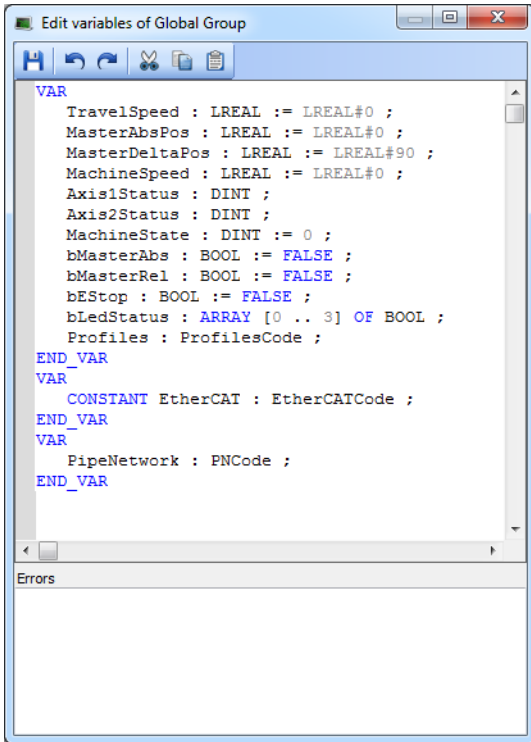 Edit variables of Global Group
VAR
TravelSpeed : LREAL := LREAL#0 ;
MasterAbsPos : LREAL := LREAL#0 ;
MasterDeltaPos : LREAL := LREAL#90 ;
MachineSpeed : LREAL := LREAL#0 ;
Axis1Status : DINT ;
Axis2Status : DINT ;
MachineState : DINT := 0 ;
bMasterAbs : BOOL := FALSE ;
bMasterRel : BOOL := FALSE ;
bEStop : BOOL := FALSE ;
bLedStatus : ARRAY [0 .. 3] OF BOOL ;
Profiles : ProfilesCode ;
END_VAR
VAR
CONSTANT EtherCAT : EtherCATCode ;
END_VAR
VAR
PipeNetwork : PNCode ;
END_VAR
Errors